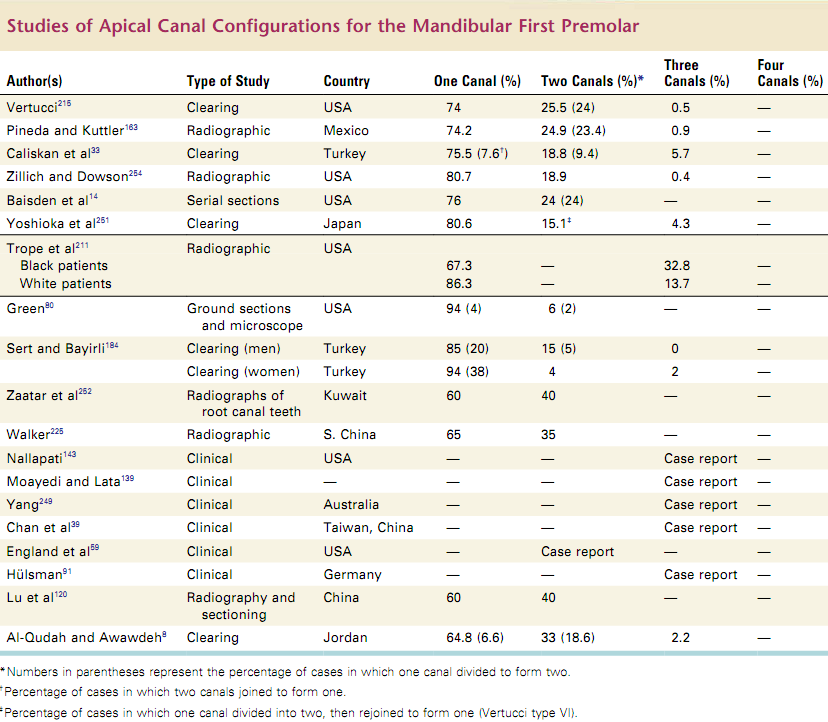 Studies of Apical Canal Configurations for the Mandibular First Premolar
Three Four
Author(s) Type of Study Country One Canal (%) Two Canals (%)* Canals (%) Canals (%)
Vertucci216 Clearing USA 74 25.5 (24) 0.5 —
Pineda and Kuttler163 Radiographic Mexico 74.2 24.9 (23.4) 0.9 —
Caliskan et al33 Clearing Turkey 75.5 (7.6†) 18.8 (9.4) 5.7 —
Zillich and Dowson254 Radiographic USA 80.7 18.9 0.4 —
Baisden et al14 Serial sections USA 76 24 (24) — —
Yoshioka et al251 Clearing Japan 80.6 15.1‡ 4.3 —
Trope et al211 Radiographic USA
Black patients 67.3 — 32.8 —
White patients 86.3 — 13.7 —
Green80 Ground sections USA 94 (4) 6 (2) — —
and microscope
Sert and Bayirli184 Clearing (men) Turkey 85 (20) 15 (5) 0 —
Clearing (women) Turkey 94 (38) 4 2 —
Zaatar et al252 Radiographs of Kuwait 60 40 — —
root canal teeth
Walker225 Radiographic S. China 65 35 — —
Nallapati143 Clinical USA — — Case report —
Moayedi and Lata139 Clinical — — — Case report —
Yang249 Clinical Australia — — Case report —
Chan et al39 Clinical Taiwan, China — — Case report —
England et al59 Clinical USA — Case report — —
Hülsman91 Clinical Germany — — Case report —
Lu et al120 Radiography and China 60 40 — —
sectioning
Al-Qudah and Awawdeh8 Clearing Jordan 64.8 (6.6) 33 (18.6) 2.2 —
*Numbers in parentheses represent the percentage of cases in which one canal divided to form two.
†Percentage of cases in which two canals joined to form one.
‡Percentage of cases in which one canal divided into two, then rejoined to form one (Vertucci type VI).